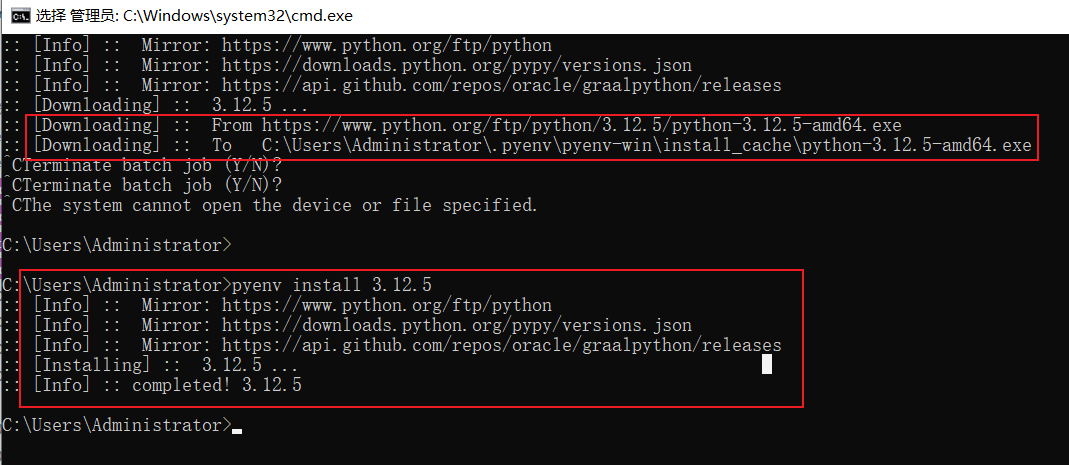 选择 管理员: C:\Windows\system32\cmd.exe
:: [Info] ::  Mirror: https://www.python.org/ftp/python
:: [Info] ::  Mirror: https://downloads.python.org/pypy/versions.json
:: [Info] ::  Mirror: https://api.github.com/repos/oracle/graalpython/releases
:: [Downloading] ::  3.12.5 ...
:: [Downloading] ::  From https://www.python.org/ftp/python/3.12.5/python-3.12.5-amd64.exe
:: [Downloading] ::  To   C:\Users\Administrator\.pyenv\pyenv-win\install_cache\python-3.12.5-amd64.exe
^CTerminate batch job (Y/N)?
^CTerminate batch job (Y/N)?
^CThe system cannot open the device or file specified.
C:\Users\Administrator>
C:\Users\Administrator>pyenv install 3.12.5
:: [Info] ::  Mirror: https://www.python.org/ftp/python
:: [Info] ::  Mirror: https://downloads.python.org/pypy/versions.json
:: [Info] ::  Mirror: https://api.github.com/repos/oracle/graalpython/releases
:: [Installing] ::  3.12.5 ...
:: [Info] :: completed! 3.12.5
C:\Users\Administrator>